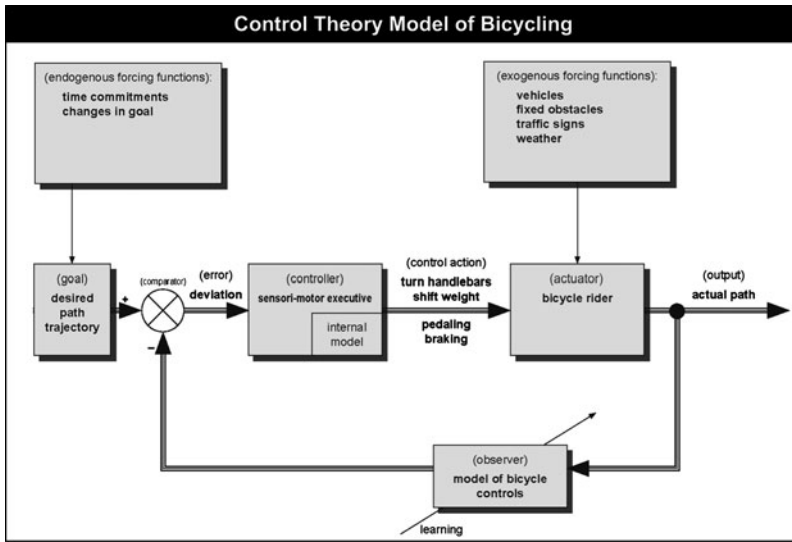 Control Theory Model of Bicycling
(endogenous forcing functions):
time commitments
changes in goal
(exogenous forcing functions):
vehicles
fixed obstacles
traffic signs
weather
(goal)
desired
path
trajectory
+
(comparator)
−
(error)
deviation
(controller)
sensori-motor executive
internal
model
(control action)
turn handlebars
shift weight
pedaling
braking
(actuator)
bicycle rider
(output)
actual path
(observer)
model of bicycle
controls
learning